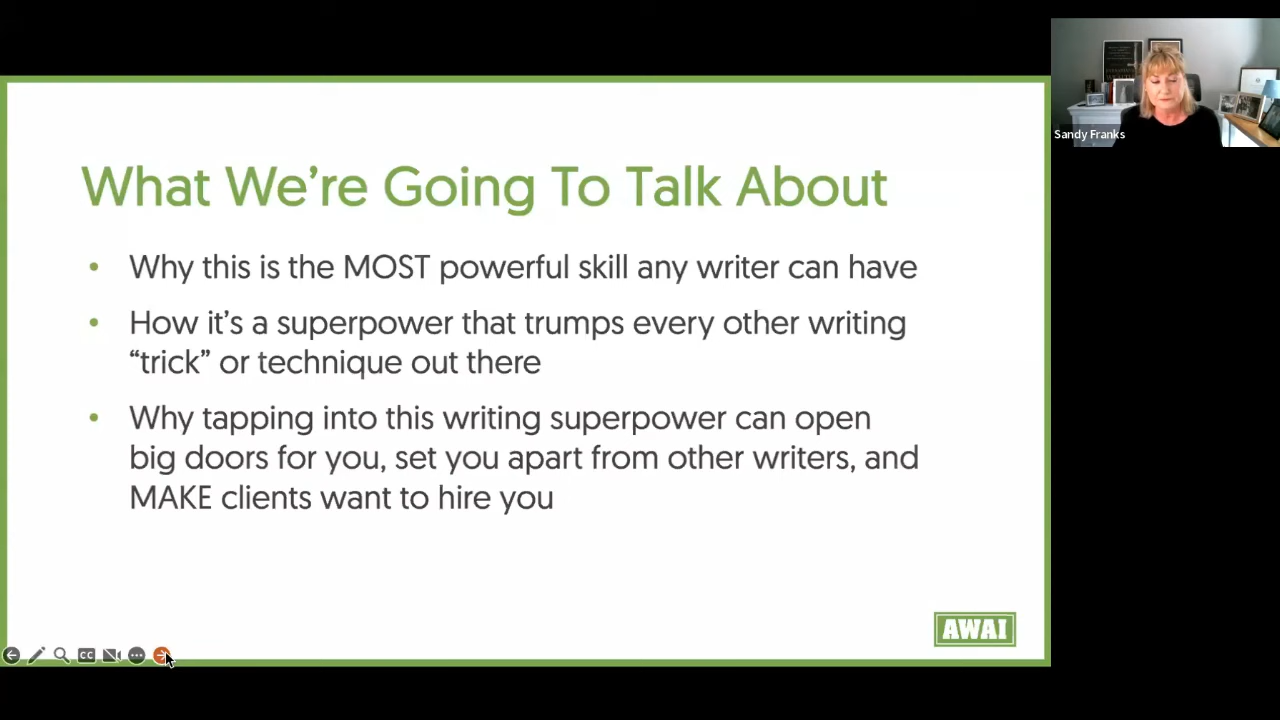 What We're Going To Talk About
• Why this is the MOST powerful skill any writer can have
• How it's a superpower that trumps every other writing
“trick” or technique out there
• Why tapping into this writing superpower can open
big doors for you, set you apart from other writers, and
MAKE clients want to hire you
AWAI
CC
Sandy Franks